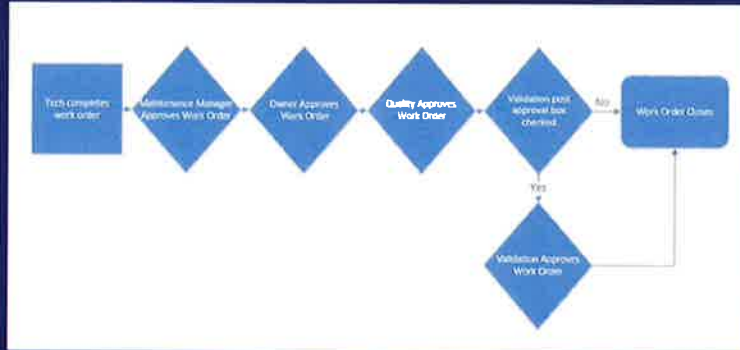 Tech completes
work order
Maintenance Manager
Approves Work Order
Owner Approves
Work Order
Quality Approves
Work Order
Validation post
approval box
checked
No
Work Order Closes
Yes
Validation Approves
Work Order